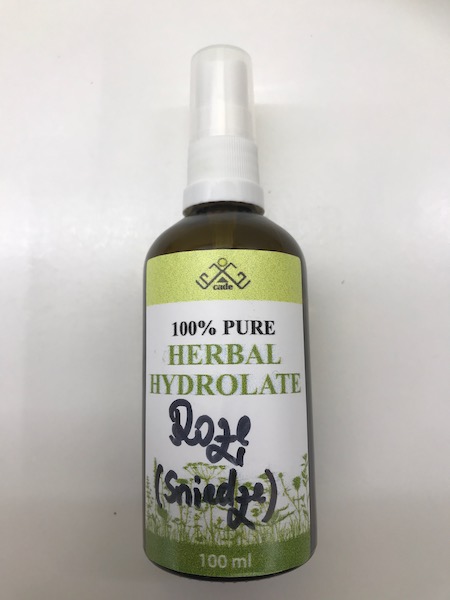 cade
100% PURE
HERBAL
HYDROLATE
Roze
(Sniedze)
100 ml